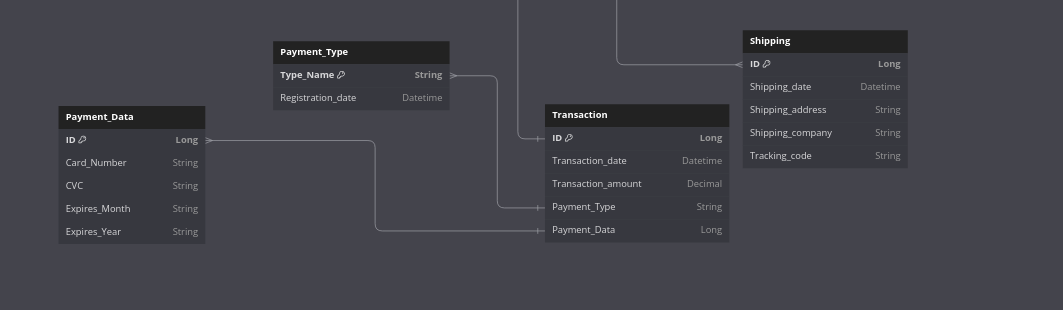 Payment_Type
Type_Name String
Registration_date Datetime
Payment_Data
ID Long
Card_Number String
CVC String
Expires_Month String
Expires_Year String
Transaction
ID Long
Transaction_date Datetime
Transaction_amount Decimal
Payment_Type String
Payment_Data Long
Shipping
ID Long
Shipping_date Datetime
Shipping_address String
Shipping_company String
Tracking_code String